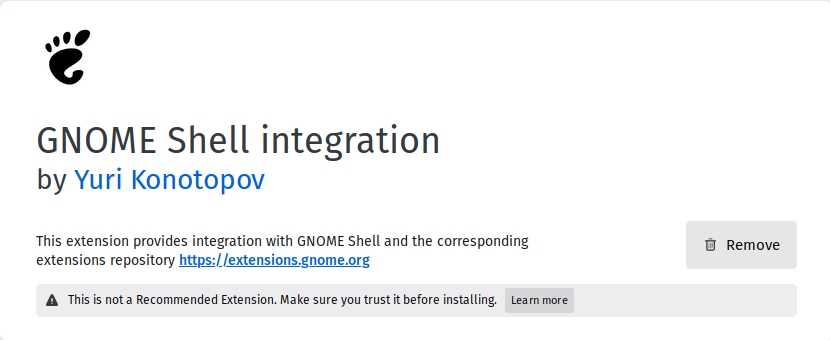 GNOME Shell integration
by Yuri Konotopov
This extension provides integration with GNOME Shell and the corresponding
extensions repository https://extensions.gnome.org
Remove
This is not a Recommended Extension. Make sure you trust it before installing.
Learn more